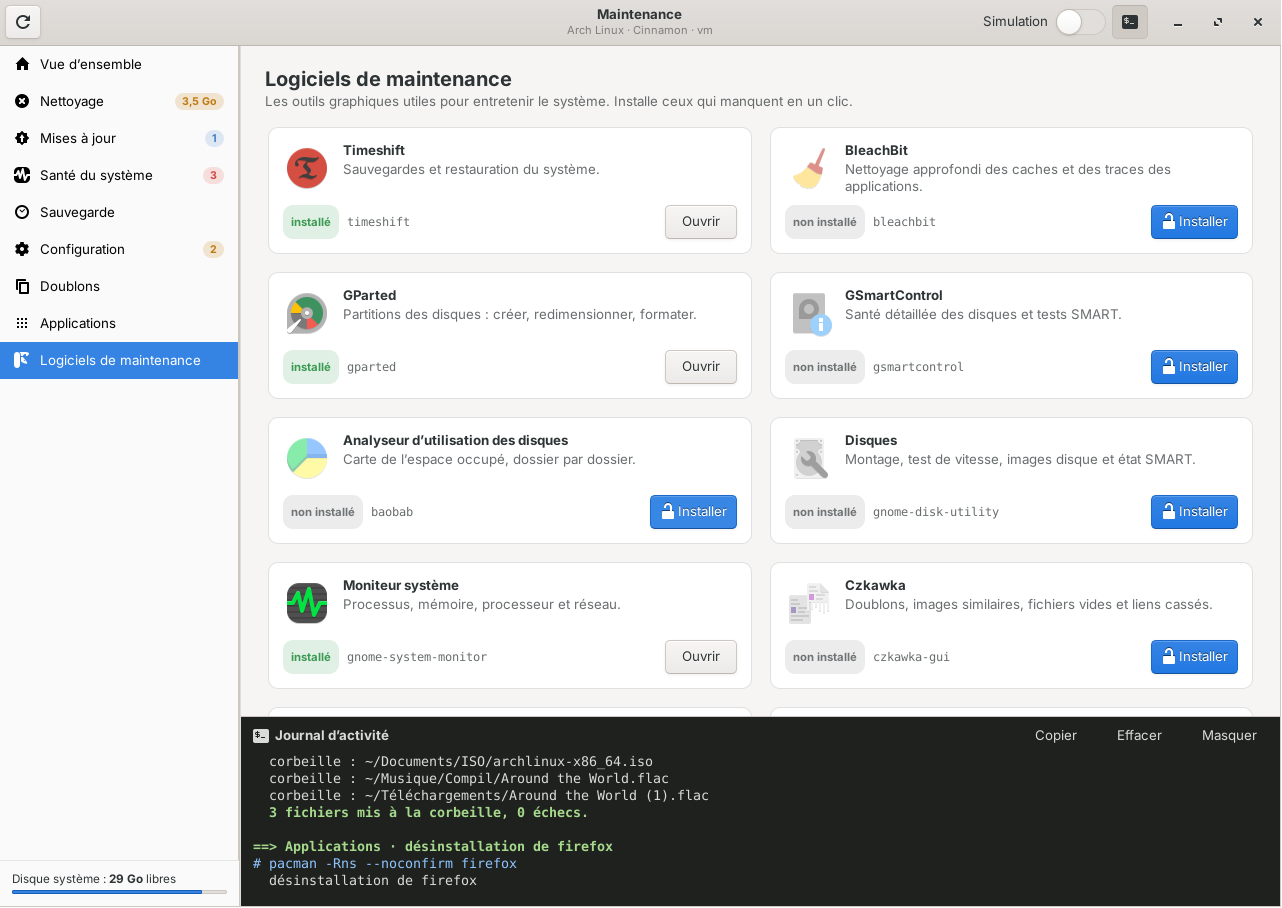 Maintenance
Arch Linux · Cinnamon · vm
Simulation
Vue d’ensemble
Nettoyage
3,5 Go
Mises à jour
1
Santé du système
3
Sauvegarde
Configuration
2
Doublons
Applications
Logiciels de maintenance
Disque système : 29 Go libres
Logiciels de maintenance
Les outils graphiques utiles pour entretenir le système. Installe ceux qui manquent en un clic.
Timeshift
Sauvegardes et restauration du système.
installé
timeshift
Ouvrir
BleachBit
Nettoyage approfondi des caches et des traces des
applications.
non installé
bleachbit
Installer
GParted
Partitions des disques : créer, redimensionner, formater.
installé
gparted
Ouvrir
GSmartControl
Santé détaillée des disques et tests SMART.
non installé
gsmartcontrol
Installer
Analyseur d’utilisation des disques
Carte de l’espace occupé, dossier par dossier.
non installé
baobab
Installer
Disques
Montage, test de vitesse, images disque et état SMART.
non installé
gnome-disk-utility
Installer
Moniteur système
Processus, mémoire, processeur et réseau.
installé
gnome-system-monitor
Ouvrir
Czkawka
Doublons, images similaires, fichiers vides et liens cassés.
non installé
czkawka-gui
Installer
Journal d’activité
Copier
Effacer
Masquer
corbeille : ~/Documents/ISO/archlinux-x86_64.iso
corbeille : ~/Musique/Compil/Around the World.flac
corbeille : ~/Téléchargements/Around the World (1).flac
3 fichiers mis à la corbeille, 0 échecs.
==> Applications · désinstallation de firefox
# pacman -Rns --noconfirm firefox
désinstallation de firefox